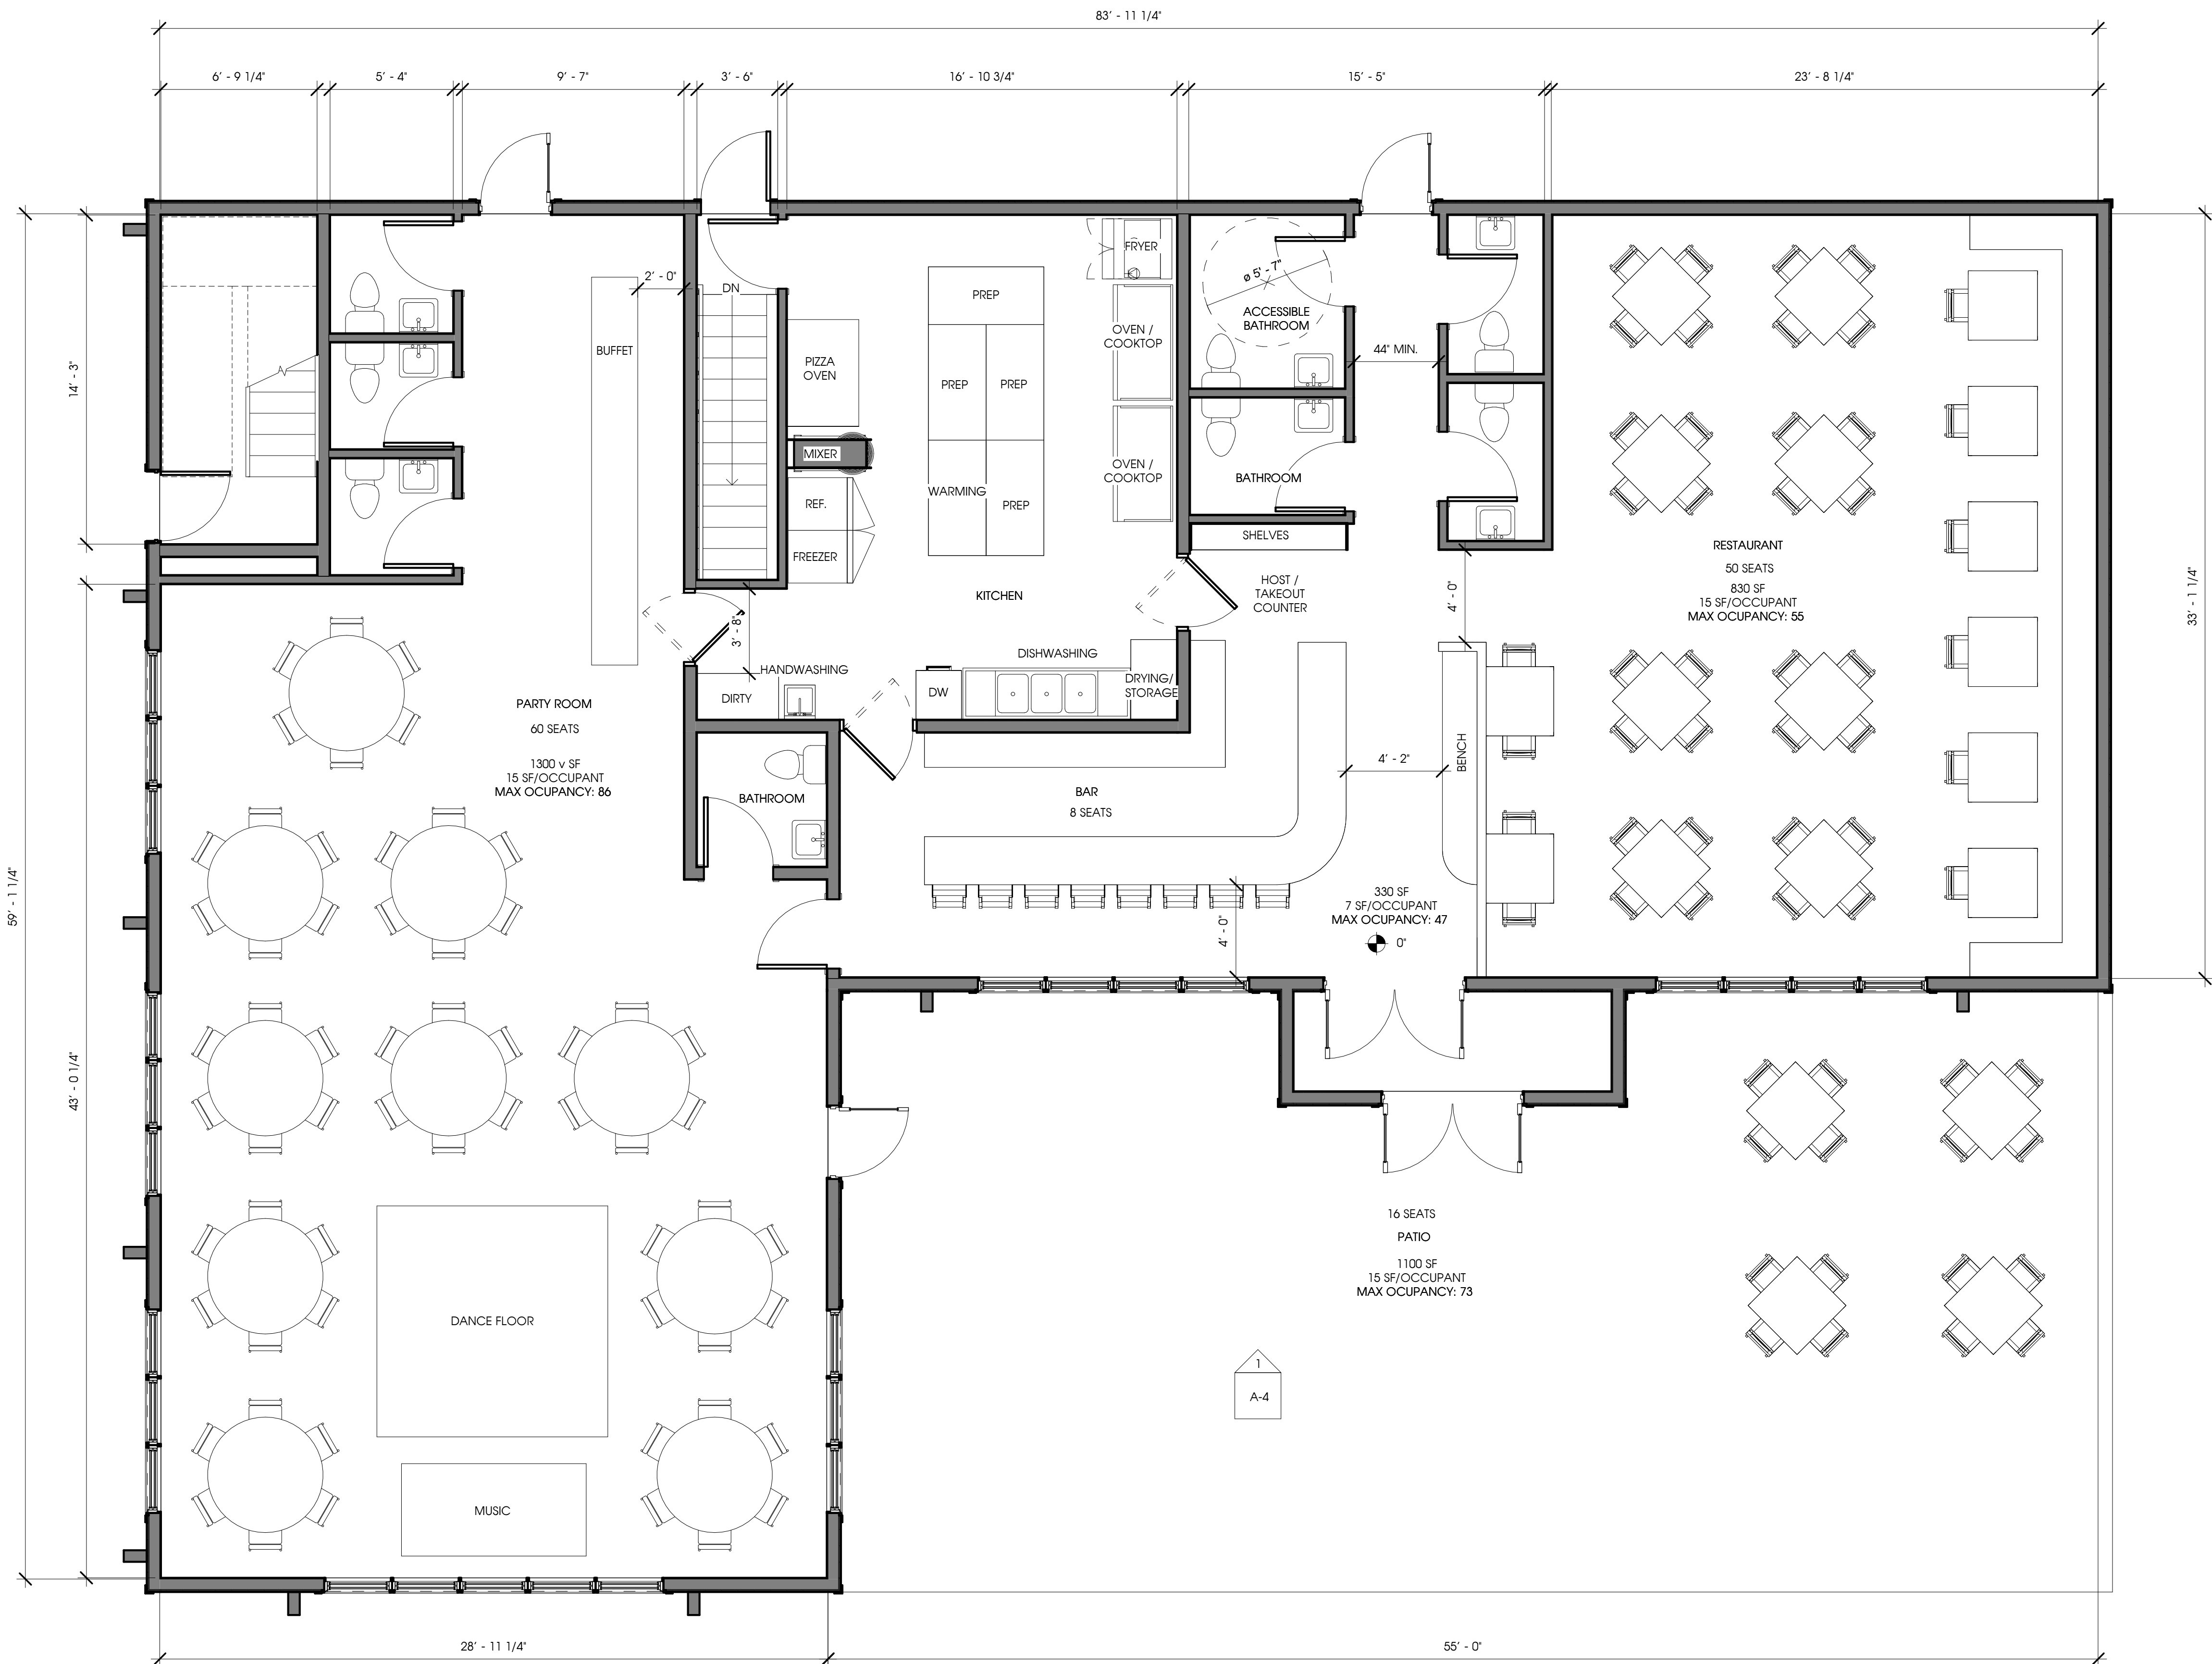 83' - 11 1/4"
6' - 9 1/4"
5' - 4"
9' - 7"
3' - 6"
16' - 10 3/4"
15' - 5"
23' - 8 1/4"
14' - 3"
59' - 1 1/4"
43' - 0 1/4"
33' - 1 1/4"
2' - 0"
BUFFET
DN
PIZZA
OVEN
MIXER
REF.
FREEZER
PREP
PREP
PREP
WARMING
PREP
FRYER
OVEN /
COOKTOP
OVEN /
COOKTOP
KITCHEN
ø 5' - 7"
ACCESSIBLE
BATHROOM
44" MIN.
BATHROOM
SHELVES
HOST /
TAKEOUT
COUNTER
4' - 0"
RESTAURANT
50 SEATS
830 SF
15 SF/OCCUPANT
MAX OCUPANCY: 55
3' - 8"
HANDWASHING
DIRTY
DISHWASHING
DW
DRYING/
STORAGE
PARTY ROOM
60 SEATS
1300 v SF
15 SF/OCCUPANT
MAX OCUPANCY: 86
BATHROOM
BAR
8 SEATS
4' - 2"
BENCH
330 SF
7 SF/OCCUPANT
MAX OCUPANCY: 47
0"
4' - 0"
16 SEATS
PATIO
1100 SF
15 SF/OCCUPANT
MAX OCUPANCY: 73
DANCE FLOOR
MUSIC
1
A-4
28' - 11 1/4"
55' - 0"